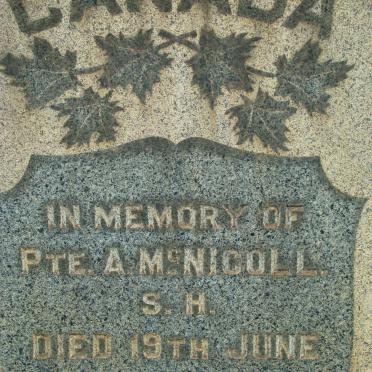 CANADA
IN MEMORY OF
PTE. A. McNICOLL.
S. H.
DIED 19TH JUNE